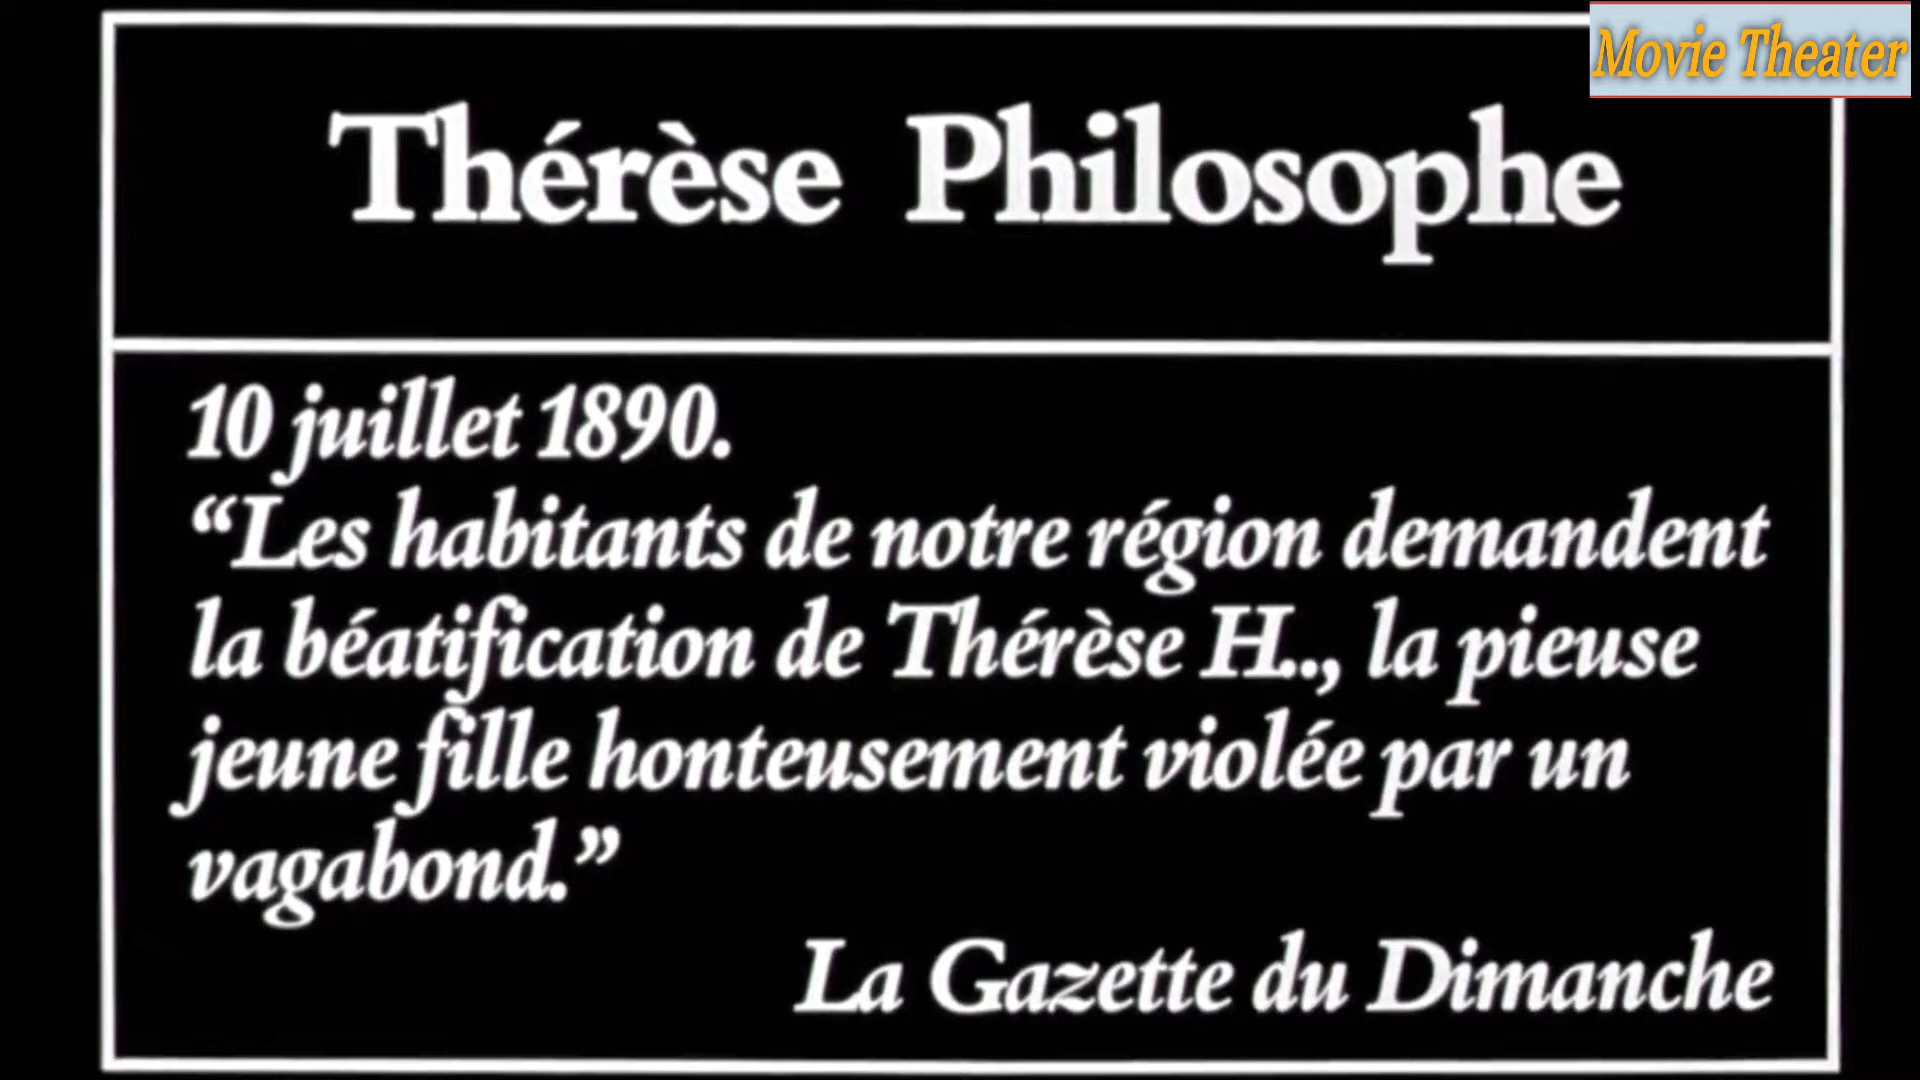 Movie Theater
Thérèse Philosophe
10 juillet 1890.
“Les habitants de notre région demandent
la béatification de Thérèse H.., la pieuse
jeune fille honteusement violée par un
vagabond.”
La Gazette du Dimanche